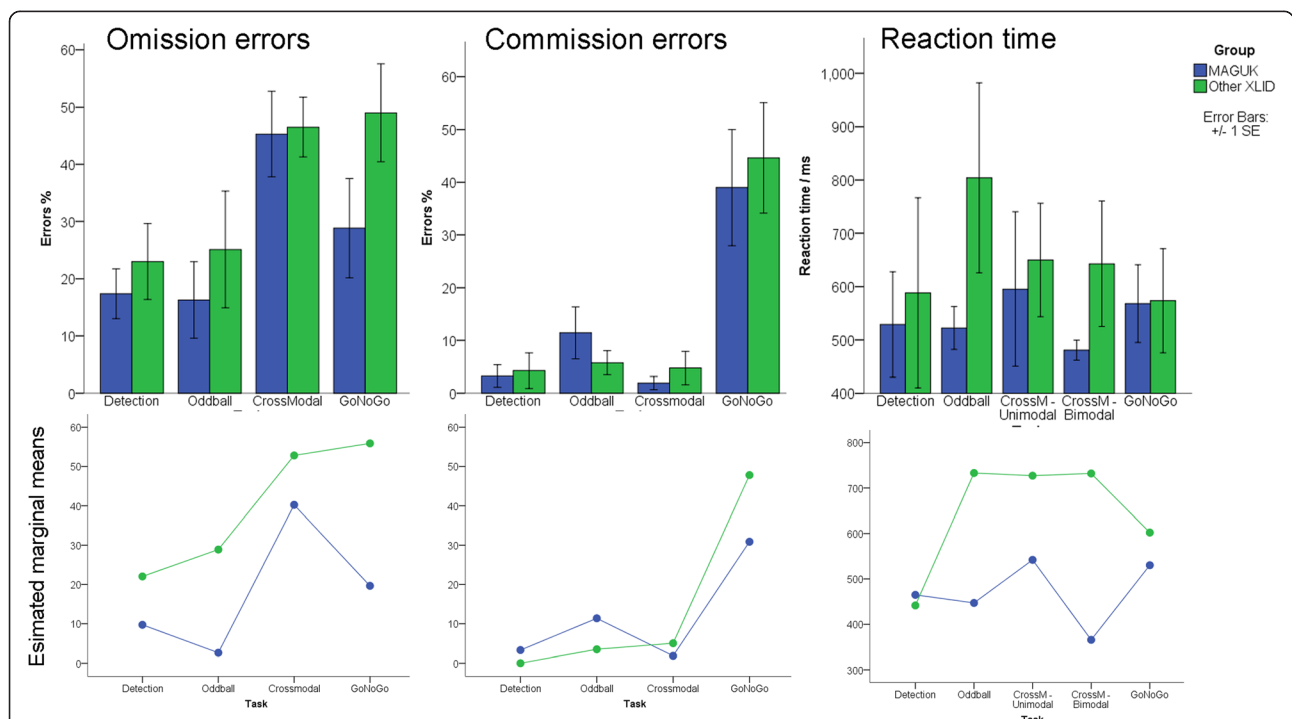 Omission errors
60
50
40
30
20
10
0
Errors %
Detection
Oddball
CrossModal
GoNoGo
Commission errors
60
50
40
30
20
10
0
Errors %
Detection
Oddball
Crossmodal
GoNoGo
Reaction time
1,000
900
800
700
600
500
400
Reaction time / ms
Detection
Oddball
CrossM -
Unimodal
CrossM -
Bimodal
GoNoGo
Group
MAGUK
Other XLID
Error Bars:
+/- 1 SE
Esimated marginal means
60
50
40
30
20
10
0
Detection
Oddball
Crossmodal
GoNoGo
Task
60
50
40
30
20
10
0
Detection
Oddball
Crossmodal
GoNoGo
Task
800
700
600
500
400
300
Detection
Oddball
CrossM -
Unimodal
CrossM -
Bimodal
GoNoGo